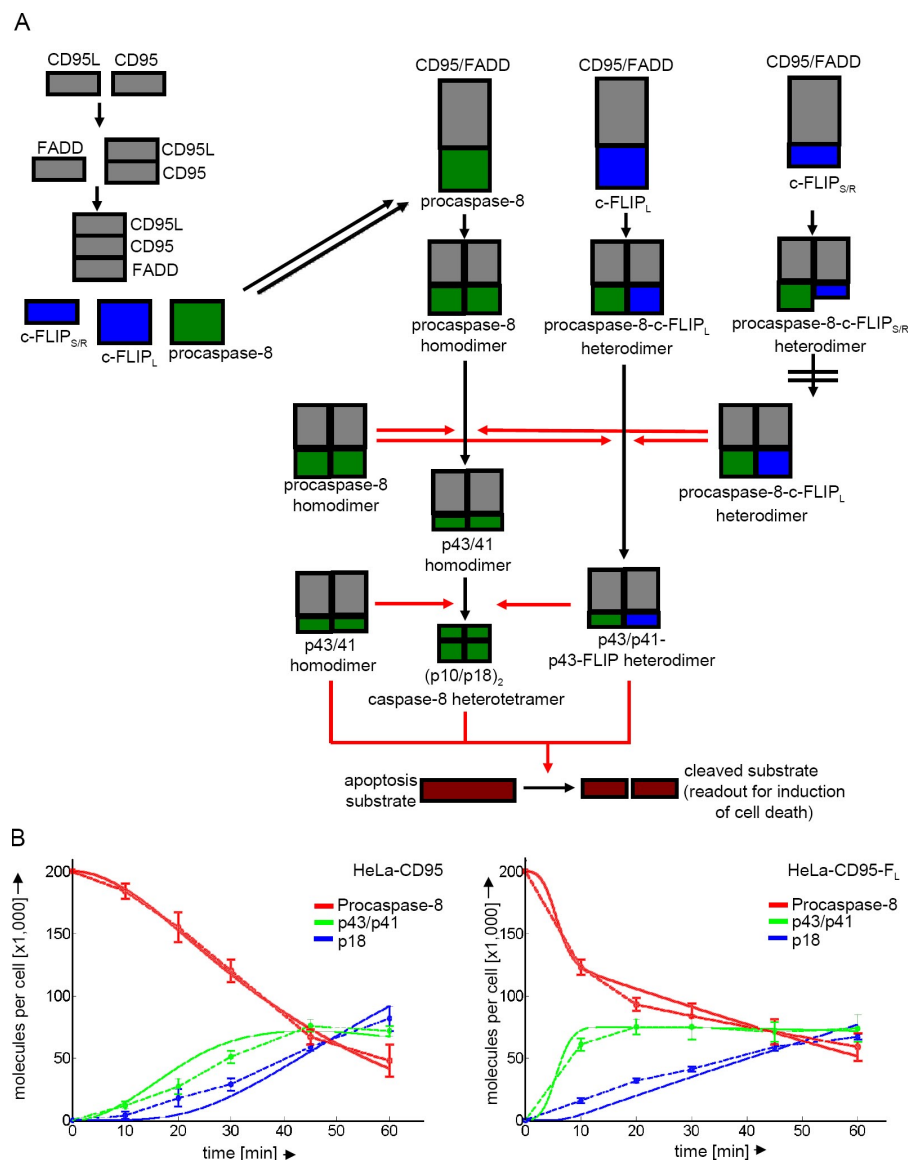 A
CD95L CD95
FADD
CD95L
CD95
CD95L
CD95
FADD
c-FLIPS/R
c-FLIPL
procaspase-8
CD95/FADD
procaspase-8
CD95/FADD
c-FLIPL
CD95/FADD
c-FLIPS/R
procaspase-8
homodimer
procaspase-8-c-FLIPL
heterodimer
procaspase-8-c-FLIPS/R
heterodimer
procaspase-8
homodimer
procaspase-8-c-FLIPL
heterodimer
p43/41
homodimer
p43/41
homodimer
(p10/p18)2
caspase-8 heterotetramer
p43/p41-
p43-FLIP heterodimer
apoptosis
substrate
cleaved substrate
(readout for induction
of cell death)
B
HeLa-CD95
Procaspase-8
p43/p41
p18
molecules per cell [x1,000]
200
150
100
50
0
0 10 20 30 40 50 60
time [min]
HeLa-CD95-FL
Procaspase-8
p43/p41
p18
molecules per cell [x1,000]
200
150
100
50
0
0 10 20 30 40 50 60
time [min]